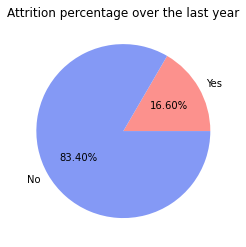 Attrition percentage over the last year
Yes
16.60%
83.40%
No